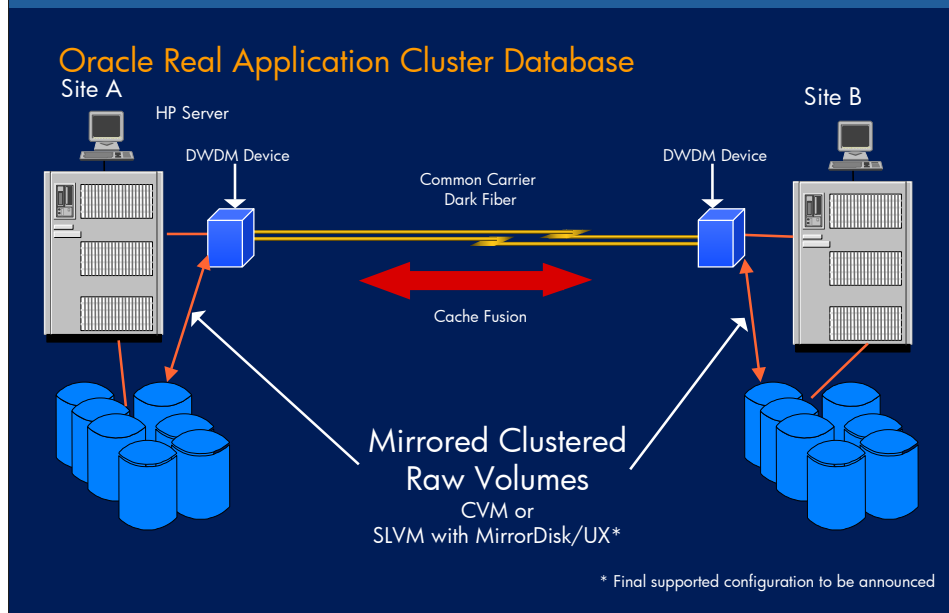 Oracle Real Application Cluster Database
Site A
Site B
HP Server
DWDM Device
DWDM Device
Common Carrier
Dark Fiber
Cache Fusion
Mirrored Clustered
Raw Volumes
CVM or
SLVM with MirrorDisk/UX*
* Final supported configuration to be announced